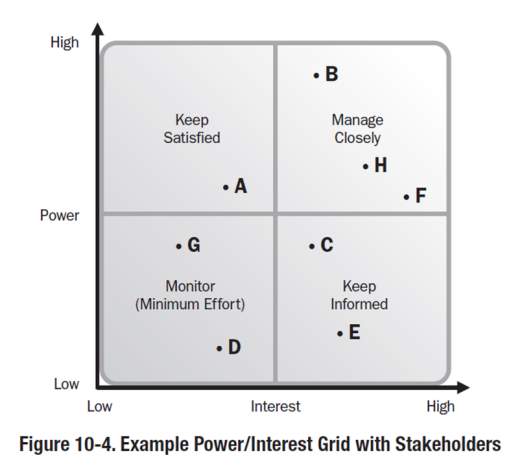 High
• B
Keep
Satisfied
Manage
Closely
• H
• A
• F
Power
• G
• C
Monitor
(Minimum Effort)
Keep
Informed
• E
• D
Low
Low
Interest
High
Figure 10-4. Example Power/Interest Grid with Stakeholders